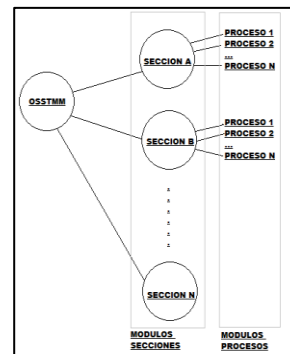 PROCESO 1
PROCESO 2
...
PROCESO N
SECCION A
OSSTMM
PROCESO 1
PROCESO 2
...
PROCESO N
SECCION B
SECCION N
MODULOS
SECCIONES
MODULOS
PROCESOS